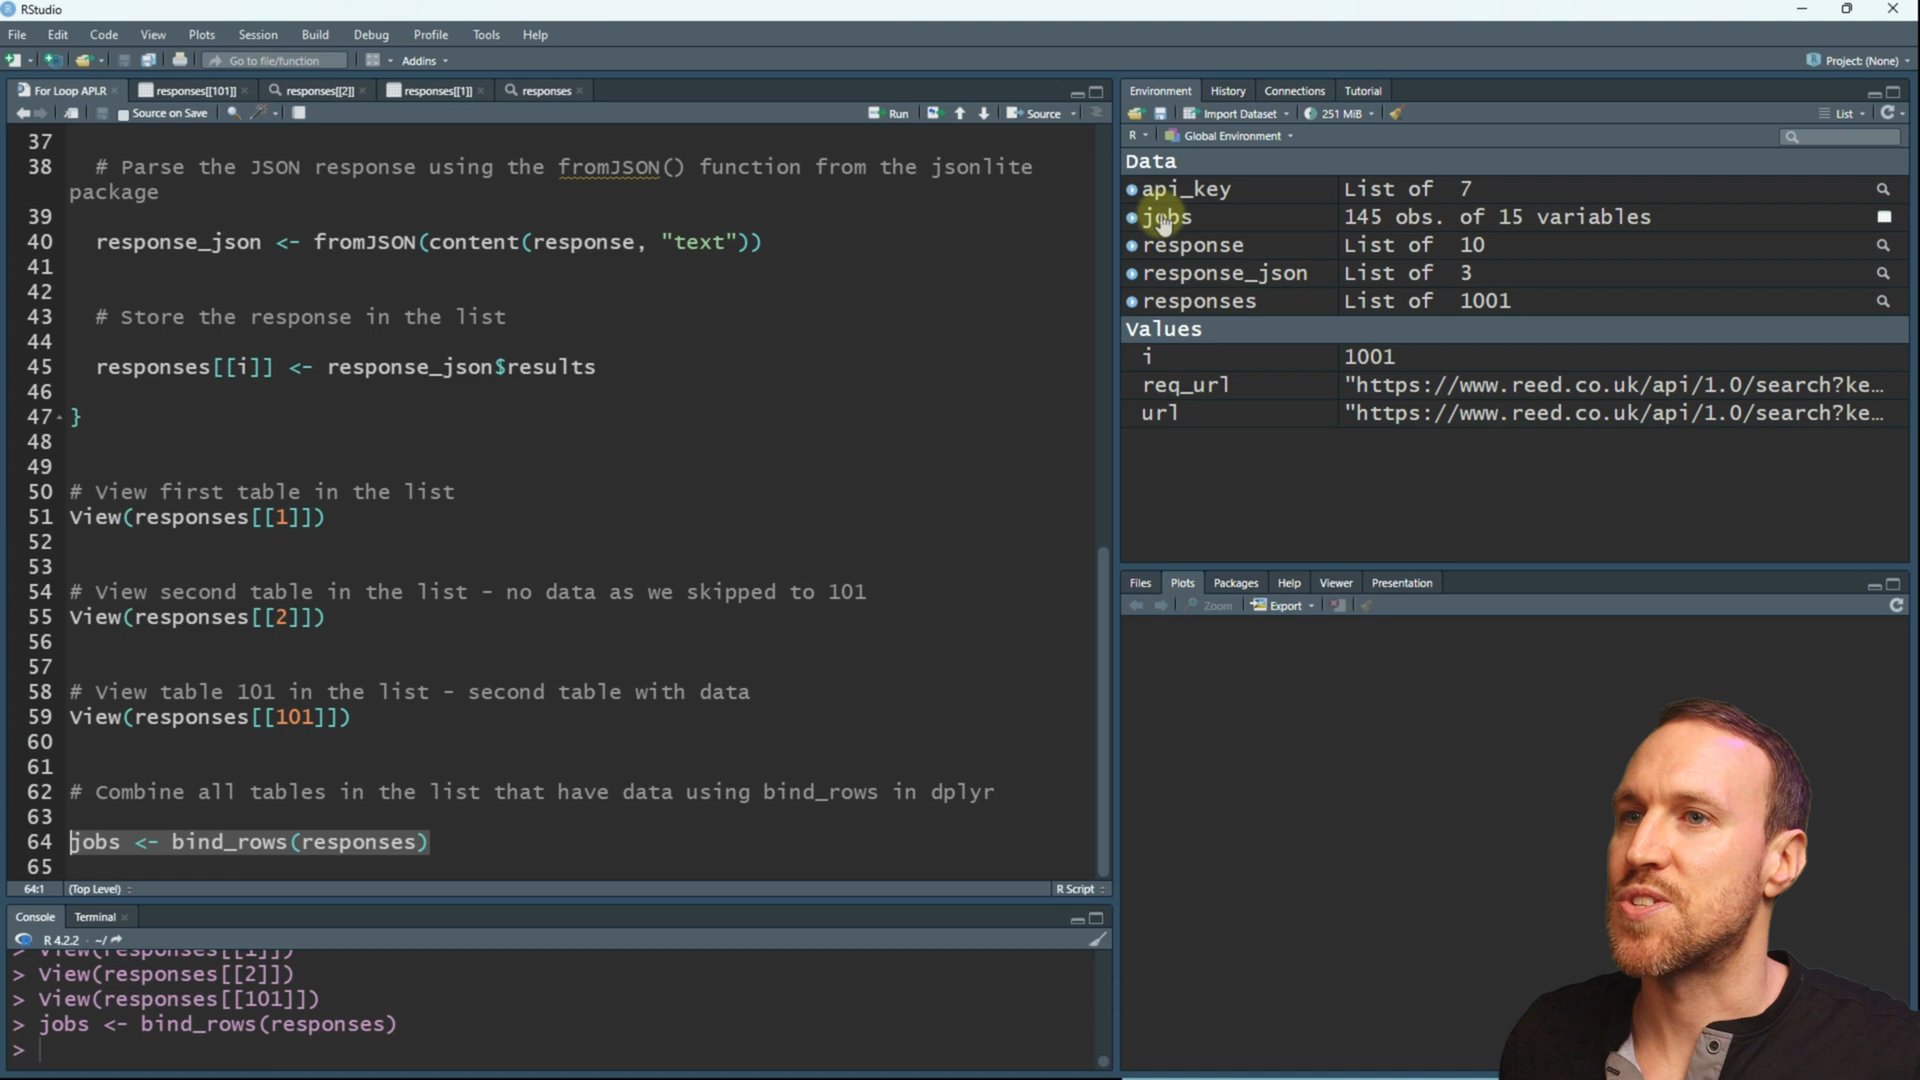 RStudio
File Edit Code View Plots Session Build Debug Profile Tools Help
Go to file/function Addins Project: (None)
For Loop API.R responses[[101]] responses[[2]] responses[[1]] responses
Source on Save Run Source
37
38 # Parse the JSON response using the fromJSON() function from the jsonlite
package
39
40 response_json <- fromJSON(content(response, "text"))
41
42
43 # Store the response in the list
44
45 responses[[i]] <- response_json$results
46
47 }
48
49
50 # View first table in the list
51 View(responses[[1]])
52
53
54 # View second table in the list - no data as we skipped to 101
55 View(responses[[2]])
56
57
58 # View table 101 in the list - second table with data
59 View(responses[[101]])
60
61
62 # Combine all tables in the list that have data using bind_rows in dplyr
63
64 jobs <- bind_rows(responses)
65
64:1 (Top Level) R Script
Console Terminal
R 4.2.2 · ~/
> View(responses[[1]])
> View(responses[[2]])
> View(responses[[101]])
> jobs <- bind_rows(responses)
>
Environment History Connections Tutorial
Import Dataset 251 MiB List
R Global Environment
Data
api_key List of 7
jobs 145 obs. of 15 variables
response List of 10
response_json List of 3
responses List of 1001
Values
i 1001
req_url "https://www.reed.co.uk/api/1.0/search?ke…
url "https://www.reed.co.uk/api/1.0/search?ke…
Files Plots Packages Help Viewer Presentation
Zoom Export